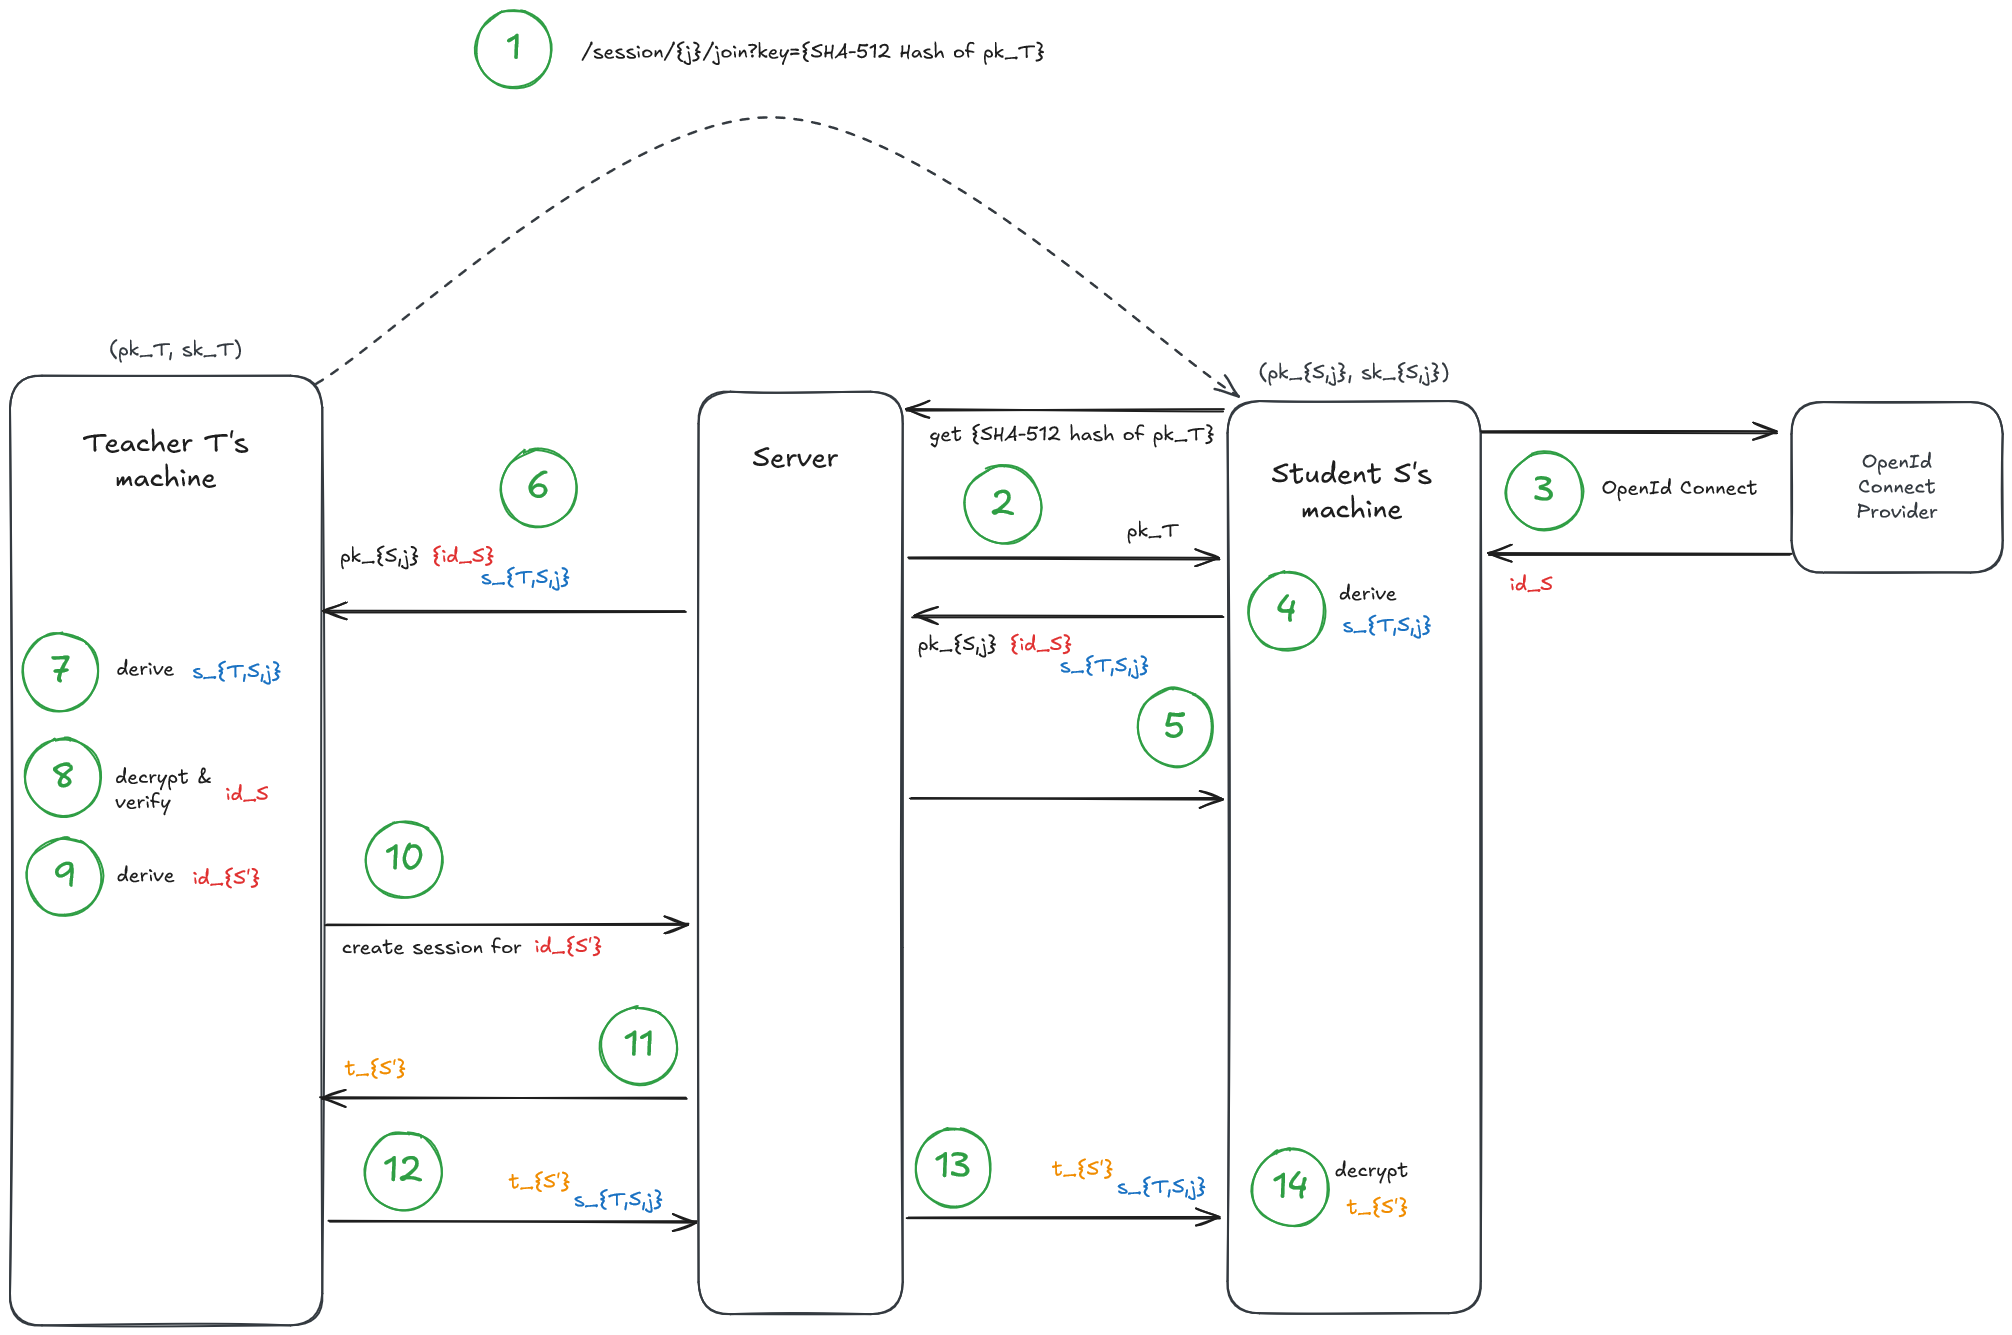 1
/session/{j}/join?key={SHA-512 Hash of pk_T}
(pk_T, sk_T)
(pk_{S,j}, sk_{S,j})
Teacher T's
machine
Server
get {SHA-512 hash of pk_T}
Student S's
machine
OpenId
Connect
Provider
6
2
3
OpenId Connect
pk_T
pk_{S,j} {id_S}
s_{T,S,j}
id_S
4
derive
s_{T,S,j}
pk_{S,j} {id_S}
s_{T,S,j}
7
derive s_{T,S,j}
5
8
decrypt &
verify
id_S
9
derive id_{S'}
10
create session for id_{S'}
11
t_{S'}
12
t_{S'}
s_{T,S,j}
13
t_{S'}
s_{T,S,j}
14
decrypt
t_{S'}